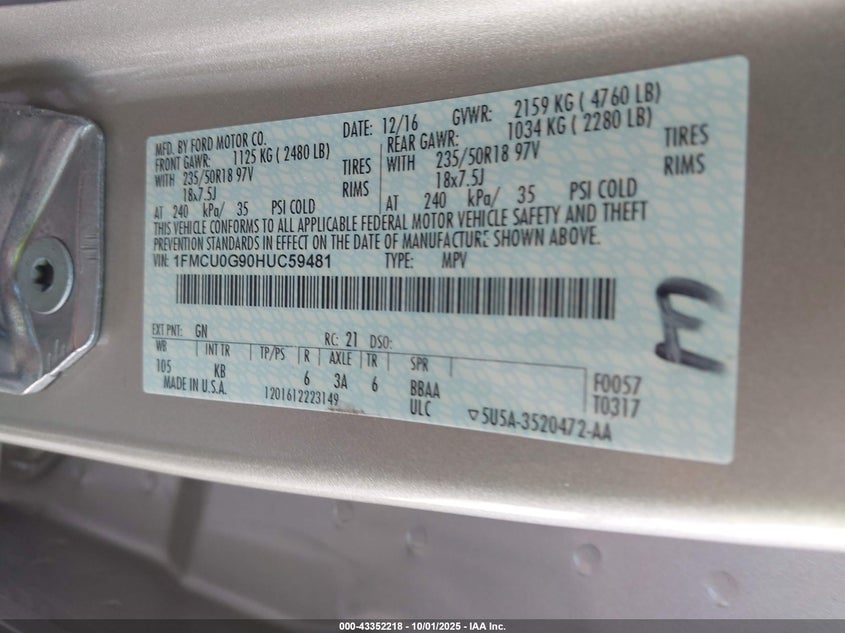 MFD. BY FORD MOTOR CO. DATE: 12/16 GVWR: 2159 KG ( 4760 LB)
FRONT GAWR: 1125 KG ( 2480 LB) REAR GAWR: 1034 KG ( 2280 LB)
WITH 235/50R18 97V TIRES WITH 235/50R18 97V TIRES
18x7.5J RIMS 18x7.5J RIMS
AT 240 kPa/ 35 PSI COLD AT 240 kPa/ 35 PSI COLD
THIS VEHICLE CONFORMS TO ALL APPLICABLE FEDERAL MOTOR VEHICLE SAFETY AND THEFT
PREVENTION STANDARDS IN EFFECT ON THE DATE OF MANUFACTURE SHOWN ABOVE.
VIN: 1FMCU0G90HUC59481 TYPE: MPV
E
EXT PNT: GN RC: 21 DSO:
WB INT TR TP/PS R AXLE TR SPR
105 KB 6 3A 6 BBAA F0057
MADE IN U.S.A. 1201612223149 ULC T0317
▽5U5A-3520472-AA
000-43352218 - 10/01/2025 - IAA Inc.